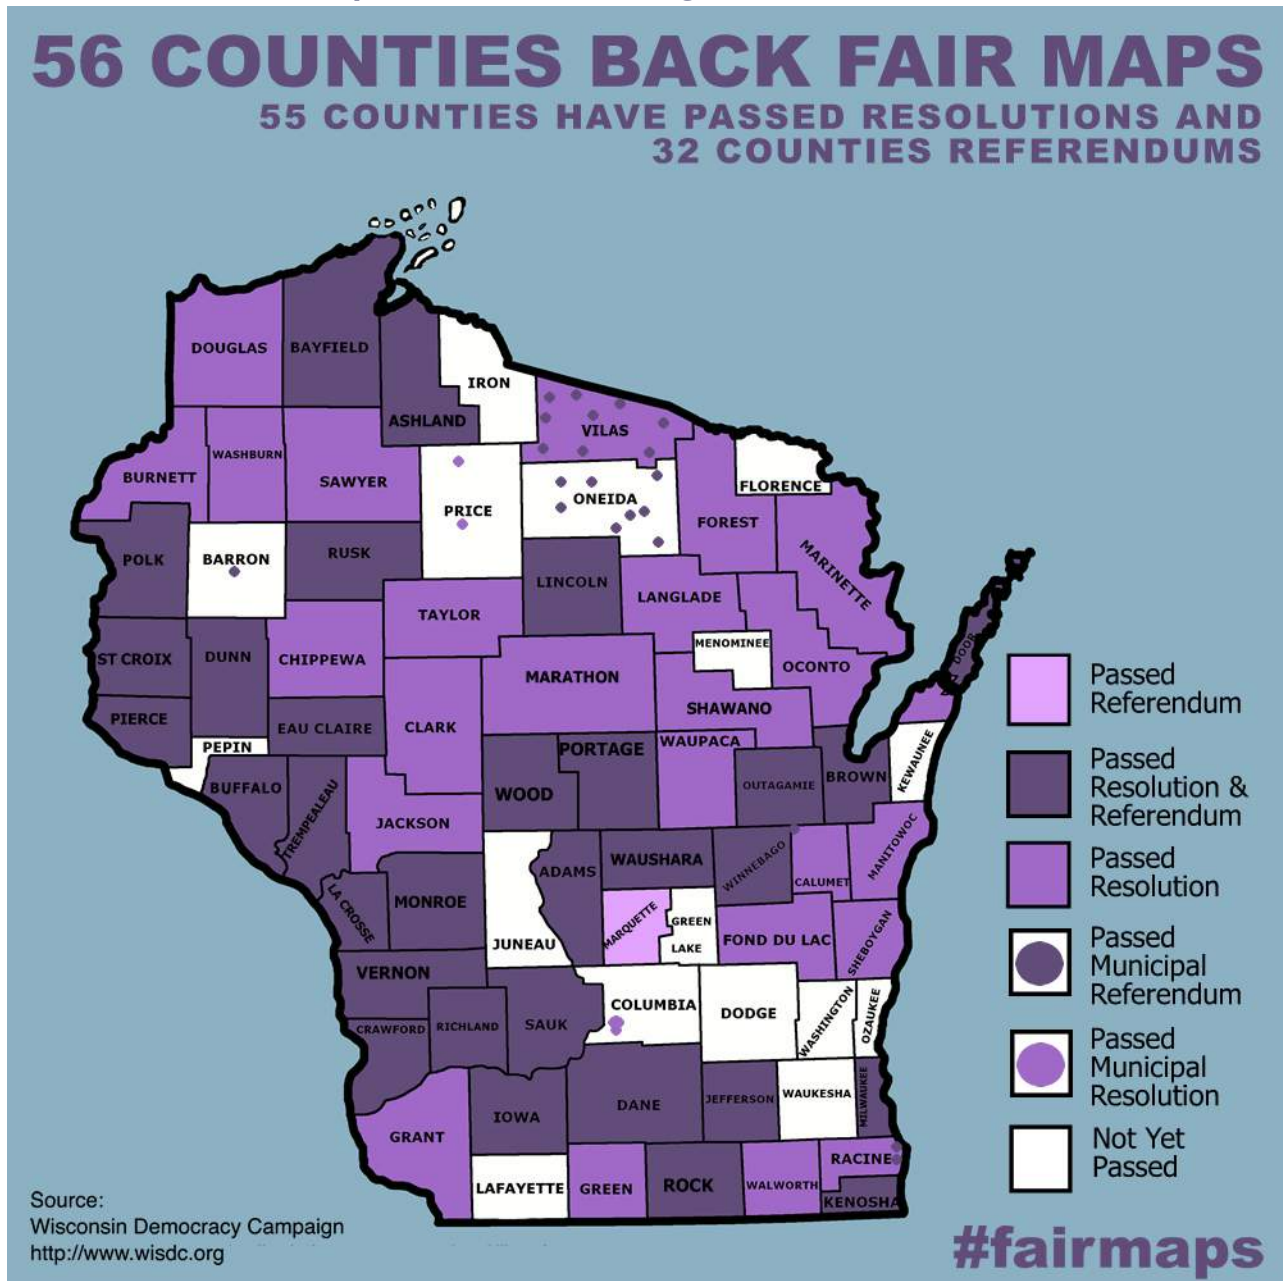 56 COUNTIES BACK FAIR MAPS
55 COUNTIES HAVE PASSED RESOLUTIONS AND
32 COUNTIES REFERENDUMS
DOUGLAS
BAYFIELD
IRON
ASHLAND
VILAS
WASHBURN
BURNETT
SAWYER
PRICE
ONEIDA
FLORENCE
FOREST
MARINETTE
POLK
BARRON
RUSK
LINCOLN
LANGLADE
TAYLOR
MENOMINEE
DOOR
ST CROIX
DUNN
CHIPPEWA
MARATHON
OCONTO
SHAWANO
PIERCE
EAU CLAIRE
CLARK
PEPIN
PORTAGE
WAUPACA
KEWAUNEE
BUFFALO
TREMPEALEAU
WOOD
OUTAGAMIE
BROWN
JACKSON
MANITOWOC
ADAMS
WAUSHARA
WINNEBAGO
CALUMET
LA CROSSE
MONROE
JUNEAU
MARQUETTE
GREEN
LAKE
FOND DU LAC
SHEBOYGAN
VERNON
COLUMBIA
DODGE
WASHINGTON
OZAUKEE
CRAWFORD
RICHLAND
SAUK
GRANT
IOWA
DANE
JEFFERSON
WAUKESHA
MILWAUKEE
LAFAYETTE
GREEN
ROCK
WALWORTH
RACINE
KENOSHA
Passed
Referendum
Passed
Resolution &
Referendum
Passed
Resolution
Passed
Municipal
Referendum
Passed
Municipal
Resolution
Not Yet
Passed
Source:
Wisconsin Democracy Campaign
http://www.wisdc.org
#fairmaps